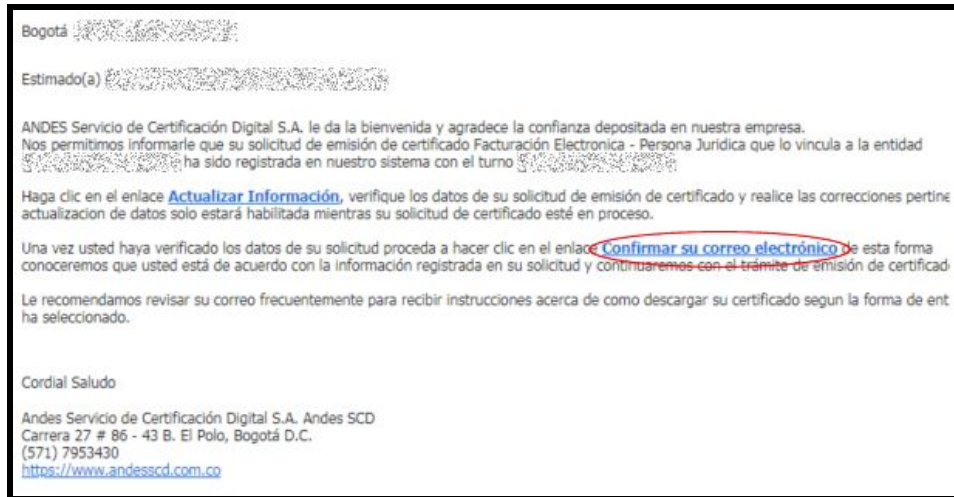 Bogotá
Estimado(a)
ANDES Servicio de Certificación Digital S.A. le da la bienvenida y agradece la confianza depositada en nuestra empresa.
Nos permitimos informarle que su solicitud de emisión de certificado Facturación Electronica - Persona Juridica que lo vincula a la entidad
ha sido registrada en nuestro sistema con el turno
Haga clic en el enlace Actualizar Información, verifique los datos de su solicitud de emisión de certificado y realice las correcciones
actualizacion de datos solo estará habilitada mientras su solicitud de certificado esté en proceso.
Una vez usted haya verificado los datos de su solicitud proceda a hacer clic en el enlace Confirmar su correo electrónico de esta forma
conoceremos que usted está de acuerdo con la información registrada en su solicitud y continuaremos con el trámite de emisión de
Le recomendamos revisar su correo frecuentemente para recibir instrucciones acerca de como descargar su certificado segun la forma de
ha seleccionado.
Cordial Saludo
Andes Servicio de Certificación Digital S.A. Andes SCD
Carrera 27 # 86 - 43 B. El Polo, Bogotá D.C.
(571) 7953430
https://www.andesscd.com.co